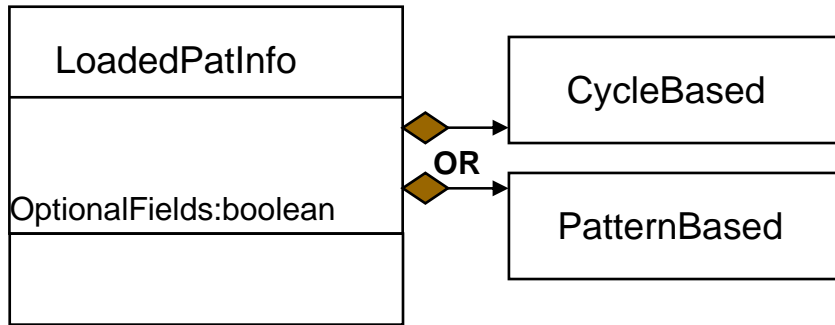 LoadedPatInfo
CycleBased
OR
OptionalFields:boolean
PatternBased